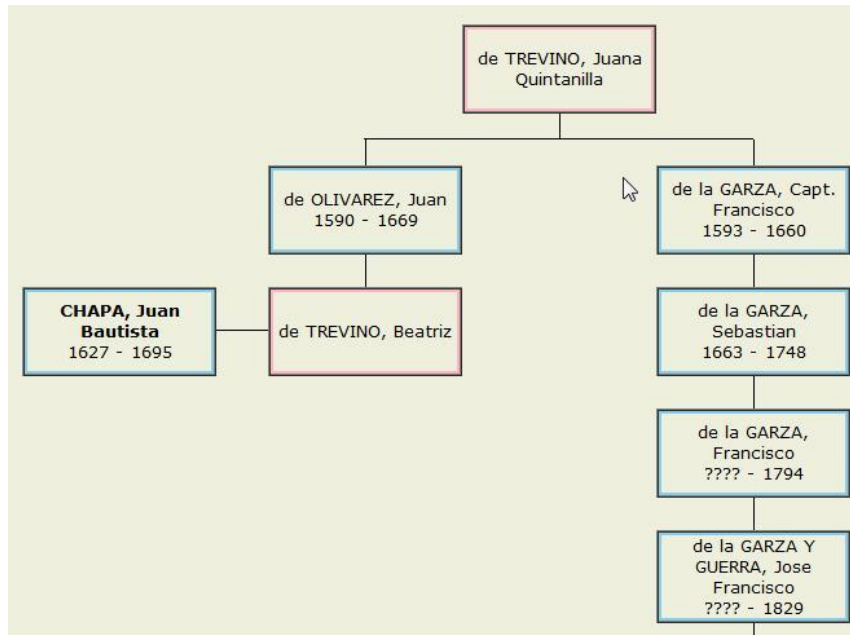 de TREVINO, Juana
Quintanilla
de OLIVAREZ, Juan
1590 - 1669
de la GARZA, Capt.
Francisco
1593 - 1660
CHAPA, Juan
Bautista
1627 - 1695
de TREVINO, Beatriz
de la GARZA,
Sebastian
1663 - 1748
de la GARZA,
Francisco
???? - 1794
de la GARZA Y
GUERRA, Jose
Francisco
???? - 1829